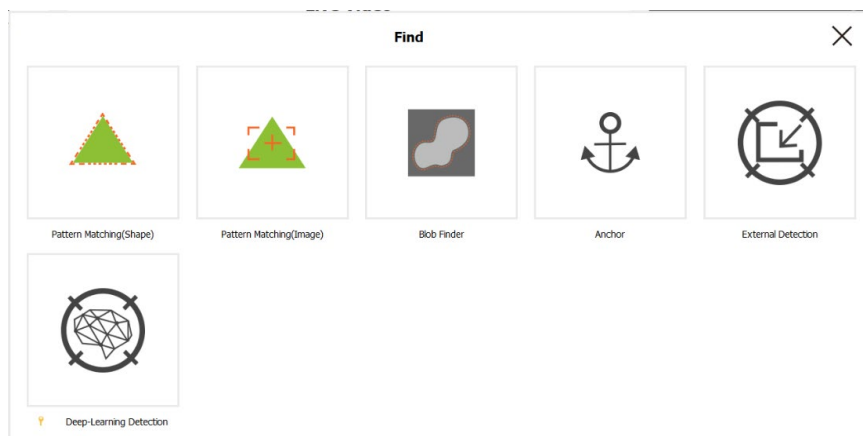 Find
Pattern Matching(Shape)
Pattern Matching(Image)
Blob Finder
Anchor
External Detection
Deep-Learning Detection